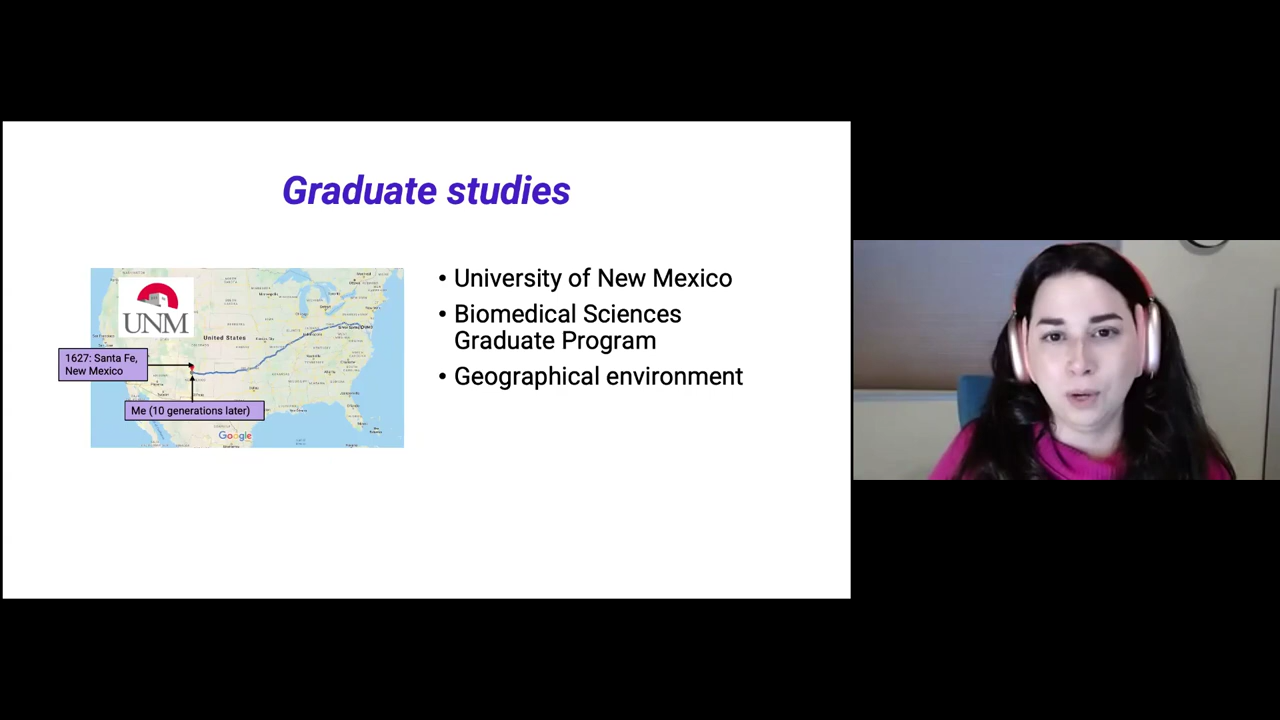 Graduate studies
UNM
United States
1627: Santa Fe,
New Mexico
Me (10 generations later)
Google
• University of New Mexico
• Biomedical Sciences
Graduate Program
• Geographical environment